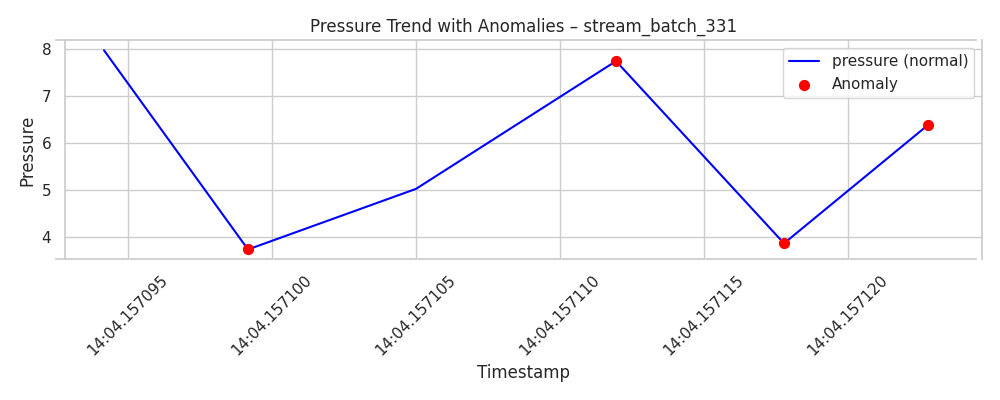 Pressure Trend with Anomalies – stream_batch_331
pressure (normal)
Anomaly
Pressure
8
7
6
5
4
14:04.157095
14:04.157100
14:04.157105
14:04.157110
14:04.157115
14:04.157120
Timestamp